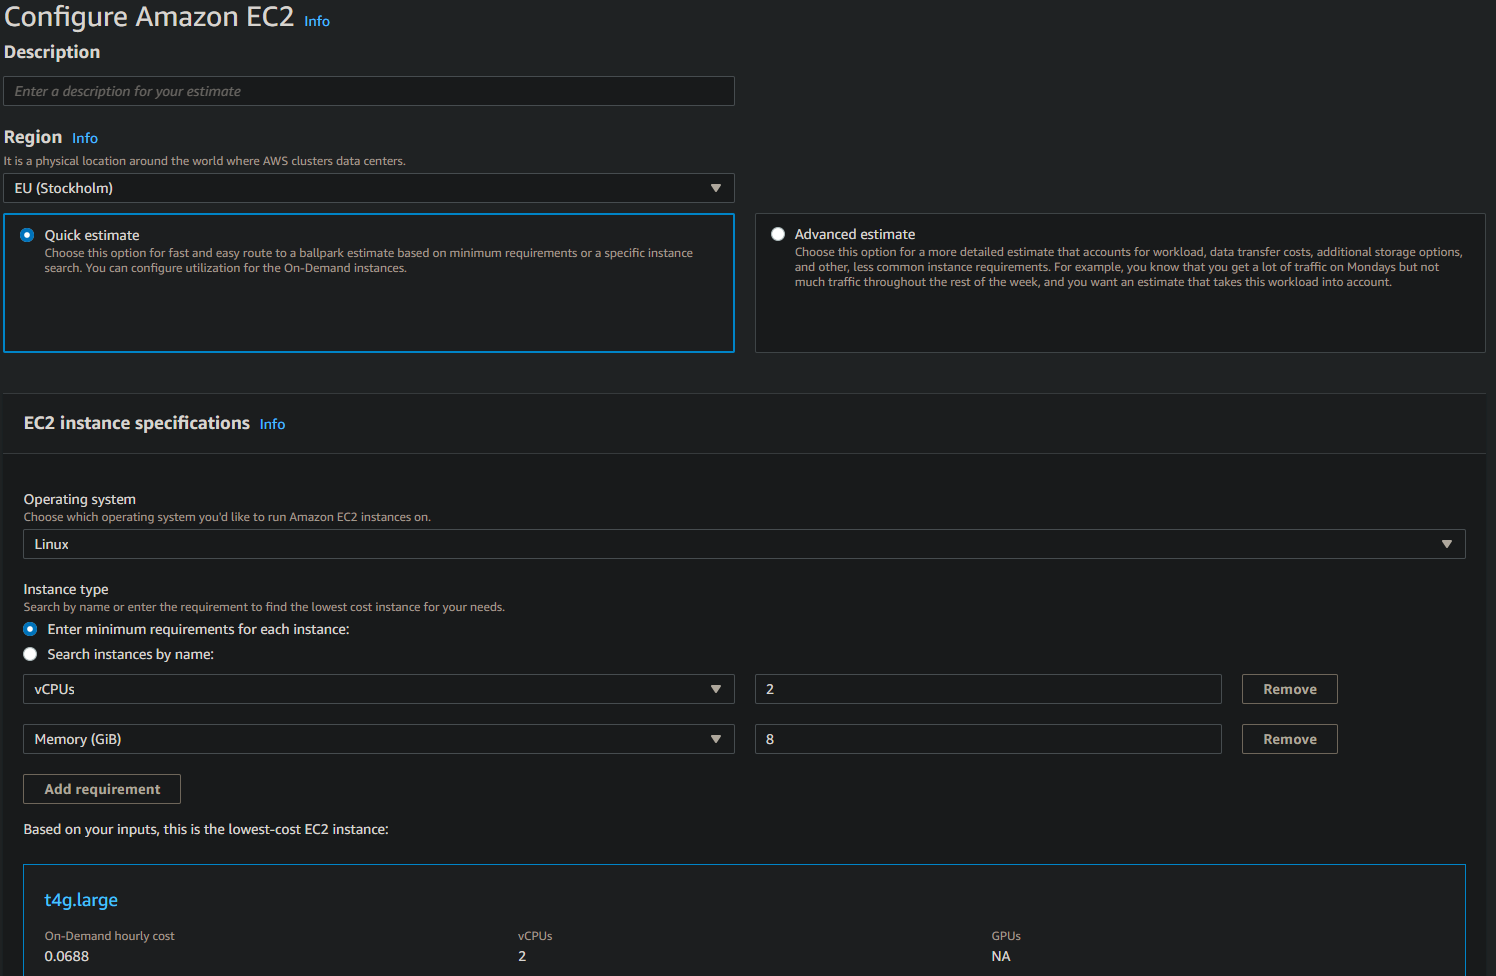 Configure Amazon EC2 Info
Description
Enter a description for your estimate
Region Info
It is a physical location around the world where AWS clusters data centers.
EU (Stockholm)
Quick estimate
Choose this option for fast and easy route to a ballpark estimate based on minimum requirements or a specific instance
search. You can configure utilization for the On-Demand instances.
Advanced estimate
Choose this option for a more detailed estimate that accounts for workload, data transfer costs, additional storage options,
and other, less common instance requirements. For example, you know that you get a lot of traffic on Mondays but not
much traffic throughout the rest of the week, and you want an estimate that takes this workload into account.
EC2 instance specifications Info
Operating system
Choose which operating system you'd like to run Amazon EC2 instances on.
Linux
Instance type
Search by name or enter the requirement to find the lowest cost instance for your needs.
Enter minimum requirements for each instance:
Search instances by name:
vCPUs 2 Remove
Memory (GiB) 8 Remove
Add requirement
Based on your inputs, this is the lowest-cost EC2 instance:
t4g.large
On-Demand hourly cost vCPUs GPUs
0.0688 2 NA